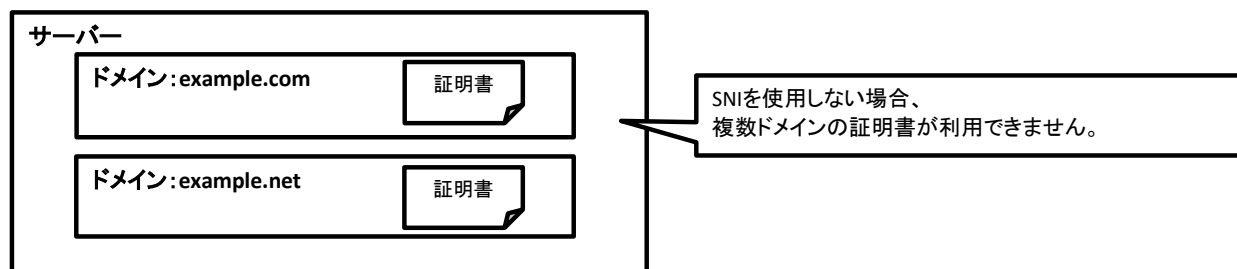 サーバー
ドメイン：example.com
証明書
SNIを使用しない場合、
複数ドメインの証明書が利用できません。
ドメイン：example.net
証明書